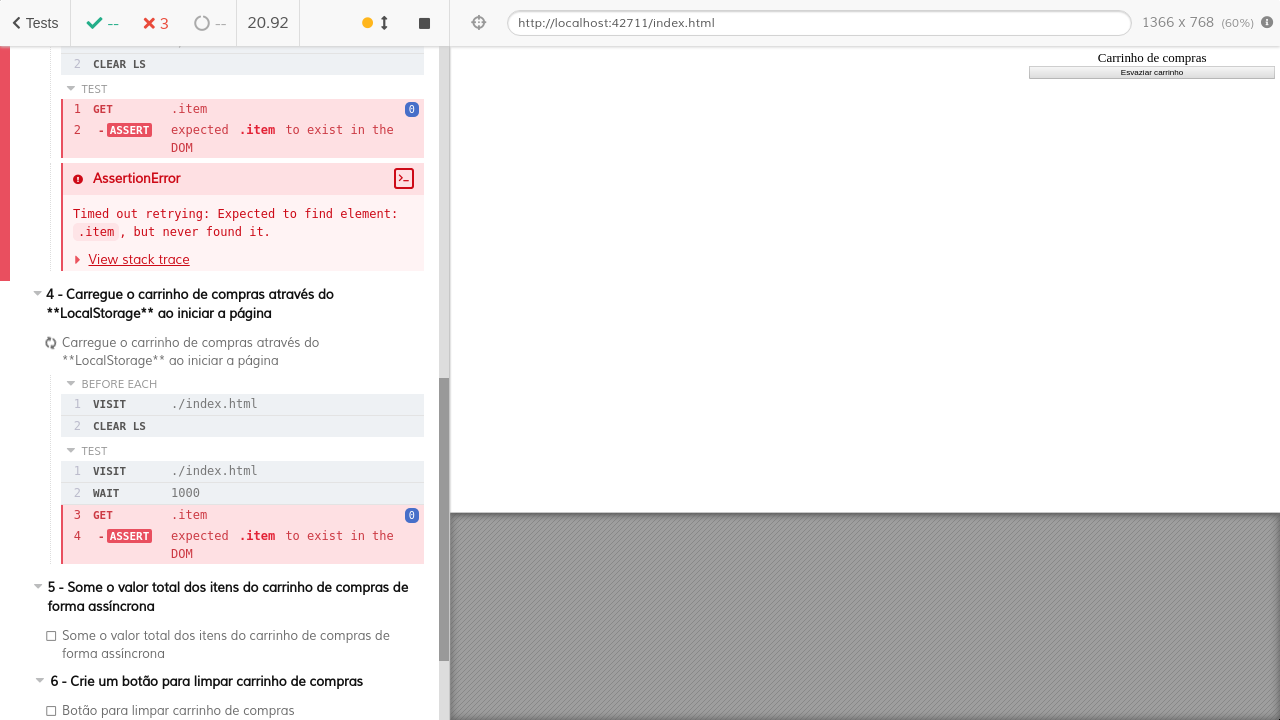 Tests
--
3
--
20.92
http://localhost:42711/index.html
1366 x 768 (60%)
2 CLEAR LS
TEST
1 GET .item 0
2 - ASSERT expected .item to exist in the
DOM
AssertionError
Timed out retrying: Expected to find element:
.item, but never found it.
View stack trace
4 - Carregue o carrinho de compras através do
**LocalStorage** ao iniciar a página
Carregue o carrinho de compras através do
**LocalStorage** ao iniciar a página
BEFORE EACH
1 VISIT ./index.html
2 CLEAR LS
TEST
1 VISIT ./index.html
2 WAIT 1000
3 GET .item 0
4 - ASSERT expected .item to exist in the
DOM
5 - Some o valor total dos itens do carrinho de compras de
forma assíncrona
Some o valor total dos itens do carrinho de compras de
forma assíncrona
6 - Crie um botão para limpar carrinho de compras
Botão para limpar carrinho de compras
Carrinho de compras
Esvaziar carrinho